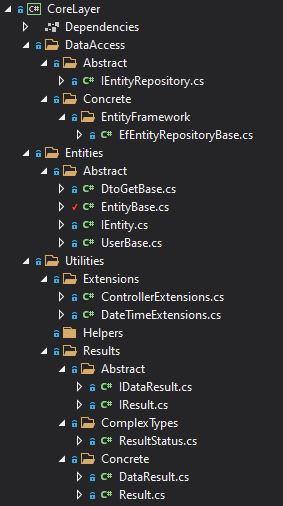 C# CoreLayer
Dependencies
DataAccess
Abstract
C# IEntityRepository.cs
Concrete
EntityFramework
C# EfEntityRepositoryBase.cs
Entities
Abstract
C# DtoGetBase.cs
C# EntityBase.cs
C# IEntity.cs
C# UserBase.cs
Utilities
Extensions
C# ControllerExtensions.cs
C# DateTimeExtensions.cs
Helpers
Results
Abstract
C# IDataResult.cs
C# IResult.cs
ComplexTypes
C# ResultStatus.cs
Concrete
C# DataResult.cs
C# Result.cs